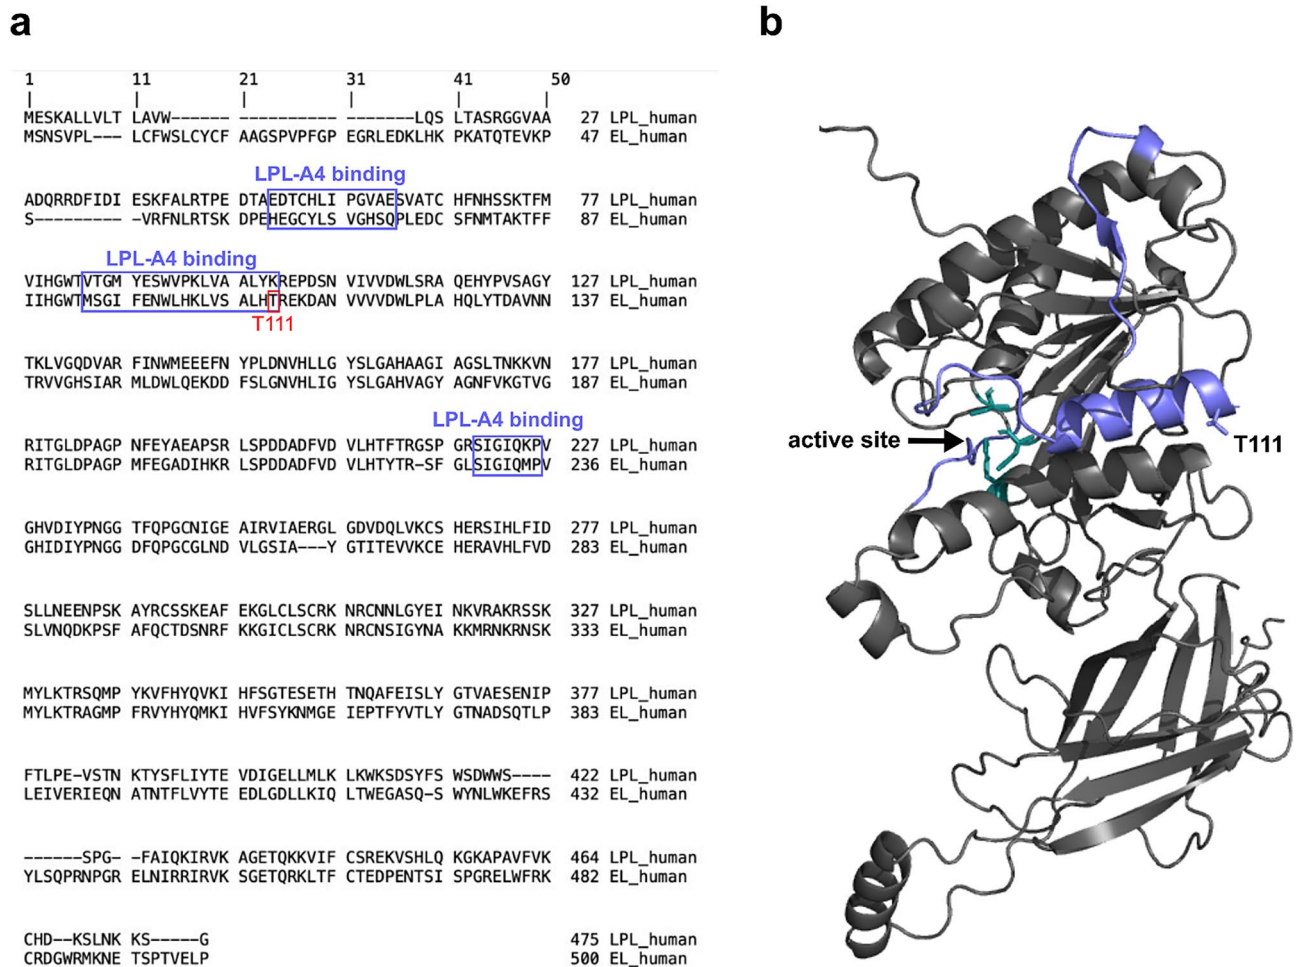 a
b
1 11 21 31 41 50
| | | | | |
MESKALLVLT LAVW------ ---------- -------LQS LTASRGGVAA 27 LPL_human
MSNSVPL--- LCFWSLCYCF AAGSPVPFGP EGRLEDKLHK PKATQTEVKP 47 EL_human
LPL-A4 binding
ADQRRDFIDI ESKFALRTPE DTAEDTCHLI PGVAESVATC HFNHSSKTFM 77 LPL_human
S--------- -VRFNLRTSK DPEHEGCYLS VGHSQPLEDC SFNMTAKTFF 87 EL_human
LPL-A4 binding
VIHGWTVTGM YESWVPKLVA ALYKREPDSN VIVVDWLSRA QEHYPVSAGY 127 LPL_human
IIHGWTMSGI FENWLHKLVS ALHTREKDAN VVVVDWLPLA HQLYTDAVNN 137 EL_human
T111
TKLVGQDVAR FINWMEEEFN YPLDNVHLLG YSLGAHAAGI AGSLTNKKVN 177 LPL_human
TRVVGHSIAR MLDWLQEKDD FSLGNVHLIG YSLGAHVAGY AGNFVKGTVG 187 EL_human
LPL-A4 binding
RITGLDPAGP NFEYAEAPSR LSPDDADFVD VLHTFTRGSP GRSIGIQKPV 227 LPL_human
RITGLDPAGP MFEGADIHKR LSPDDADFVD VLHTYTR-SF GLSIGIQMPV 236 EL_human
GHVDIYPNGG TFQPGCNIGE AIRVIAERGL GDVDQLVKCS HERSIHLFID 277 LPL_human
GHIDIYPNGG DFQPGCGLND VLGSIA---Y GTITEVVKCE HERAVHLFVD 283 EL_human
SLLNEENPSK AYRCSSKEAF EKGLCLSCRK NRCNNLGYEI NKVRAKRSSK 327 LPL_human
SLVNQDKPSF AFQCTDSNRF KKGICLSCRK NRCNSIGYNA KKMRNKRNSK 333 EL_human
MYLKTRSQMP YKVFHYQVKI HFSGTESETH TNQAFEISLY GTVAESENIP 377 LPL_human
MYLKTRAGMP FRVYHYQMKI HVFSYKNMGE IEPTFYVTLY GTNADSQTLP 383 EL_human
FTLPE-VSTN KTYSFLIYTE VDIGELLMLK LKWKSDSYFS WSDWWS---- 422 LPL_human
LEIVERIEQN ATNTFLVYTE EDLGDLLKIQ LTWEGASQ-S WYNLWKEFRS 432 EL_human
------SPG- -FAIQKIRVK AGETQKKVIF CSREKVSHLQ KGKAPAVFVK 464 LPL_human
YLSQPRNPGR ELNIRRIRVK SGETQRKLTF CTEDPENTSI SPGRELWFRK 482 EL_human
CHD--KSLNK KS-----G 475 LPL_human
CRDGWRMKNE TSPTVELP 500 EL_human
active site
T111